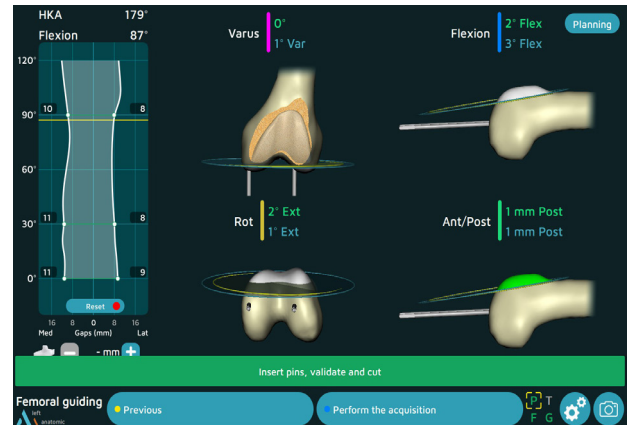 HKA 179°
Flexion 87°
120°
10 8
90°
60°
11 8
30°
11 9
0°
Reset
16 8 0 8 16
Med Gaps (mm) Lat
- - mm +
Varus 0°
1° Var
Flexion 2° Flex
3° Flex
Planning
Rot 2° Ext
1° Ext
Ant/Post 1 mm Post
1 mm Post
Insert pins, validate and cut
Femoral guiding
left
anatomic
Previous
Perform the acquisition
P T
F G